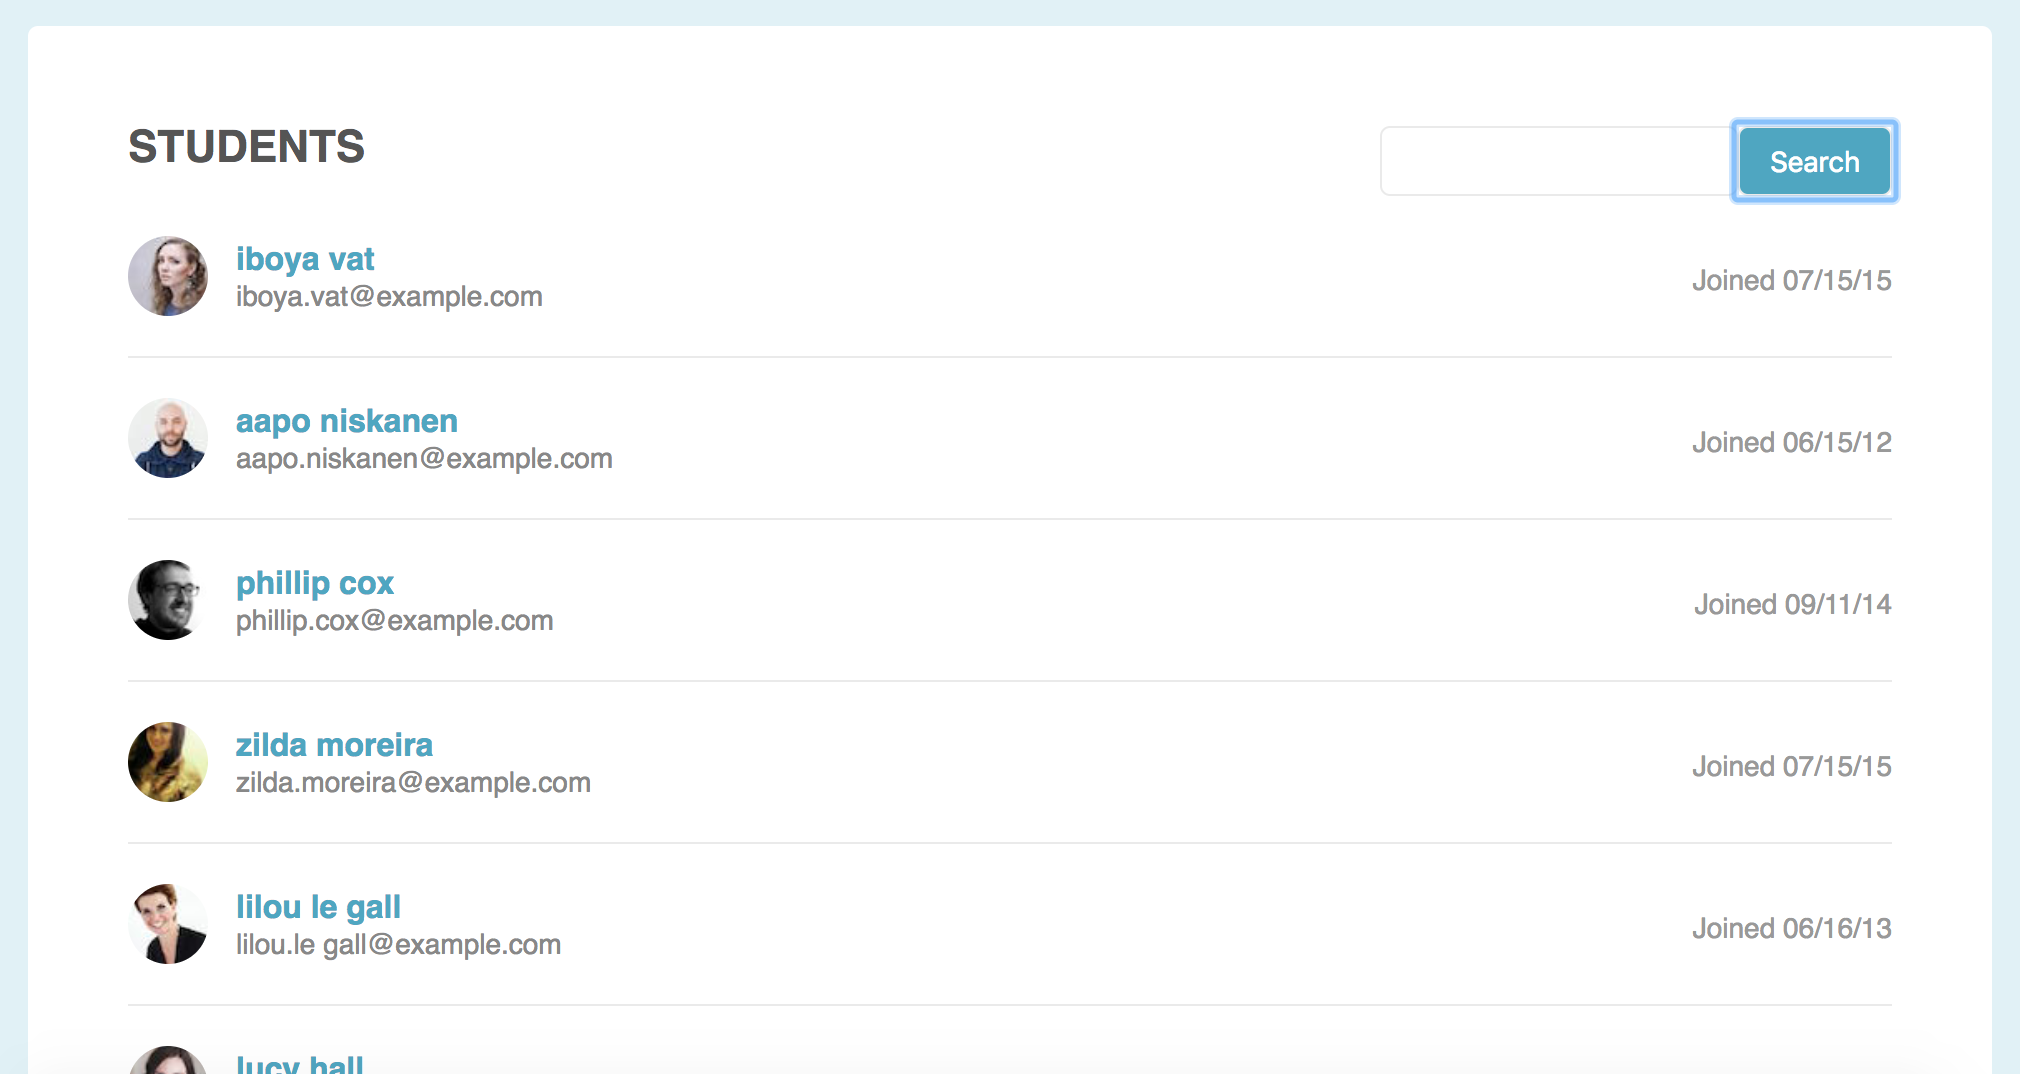 STUDENTS
Search
iboya vat
iboya.vat@example.com
Joined 07/15/15
aapo niskanen
aapo.niskanen@example.com
Joined 06/15/12
phillip cox
phillip.cox@example.com
Joined 09/11/14
zilda moreira
zilda.moreira@example.com
Joined 07/15/15
lilou le gall
lilou.le gall@example.com
Joined 06/16/13
lucy hall